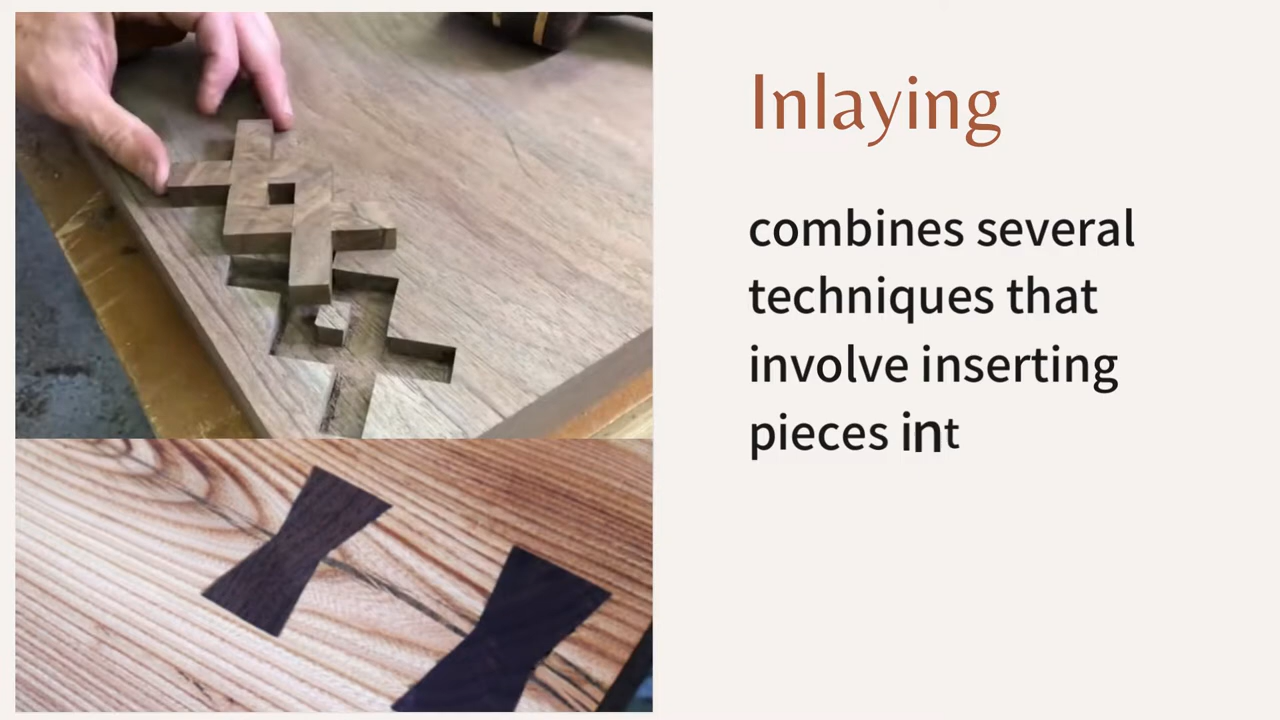 Inlaying
combines several
techniques that
involve inserting
pieces int